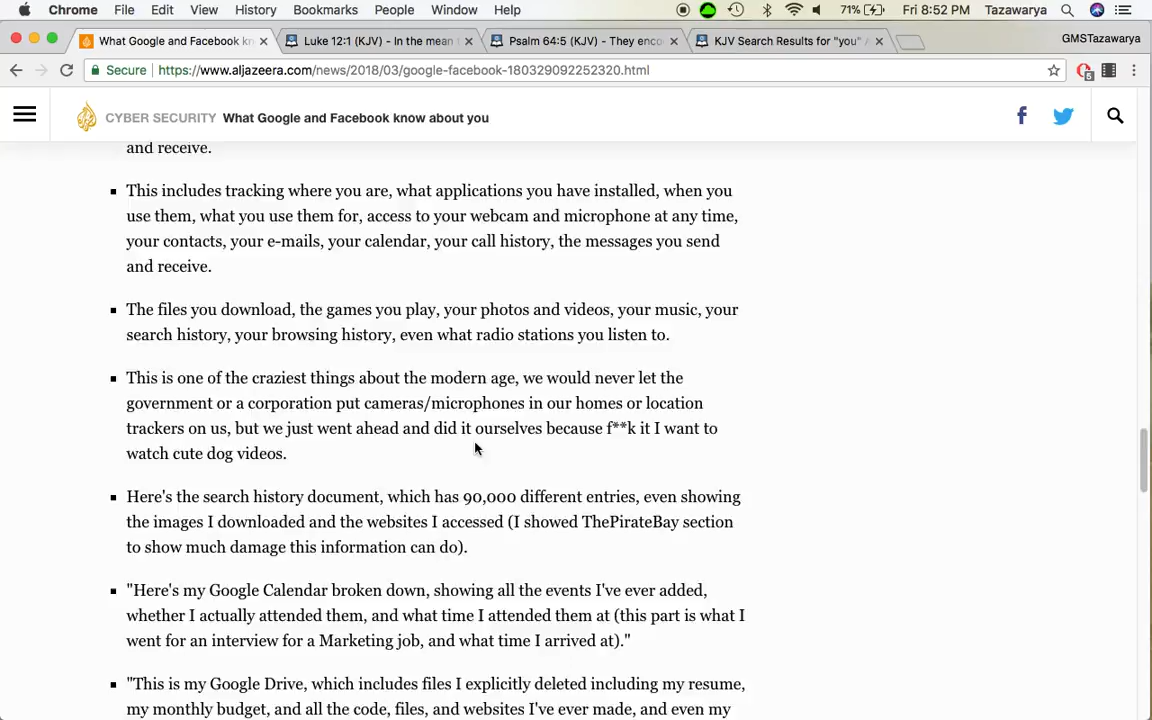 Chrome File Edit View History Bookmarks People Window Help 71% Fri 8:52 PM Tazawarya
What Google and Facebook kn Luke 12:1 (KJV) - In the mean t Psalm 64:5 (KJV) - They enco KJV Search Results for "you" A GMSTazawarya
Secure https://www.aljazeera.com/news/2018/03/google-facebook-180329092252320.html
CYBER SECURITY What Google and Facebook know about you
and receive.
This includes tracking where you are, what applications you have installed, when you
use them, what you use them for, access to your webcam and microphone at any time,
your contacts, your e-mails, your calendar, your call history, the messages you send
and receive.
The files you download, the games you play, your photos and videos, your music, your
search history, your browsing history, even what radio stations you listen to.
This is one of the craziest things about the modern age, we would never let the
government or a corporation put cameras/microphones in our homes or location
trackers on us, but we just went ahead and did it ourselves because f**k it I want to
watch cute dog videos.
Here's the search history document, which has 90,000 different entries, even showing
the images I downloaded and the websites I accessed (I showed ThePirateBay section
to show much damage this information can do).
"Here's my Google Calendar broken down, showing all the events I've ever added,
whether I actually attended them, and what time I attended them at (this part is what I
went for an interview for a Marketing job, and what time I arrived at)."
"This is my Google Drive, which includes files I explicitly deleted including my resume,
my monthly budget, and all the code, files, and websites I've ever made, and even my